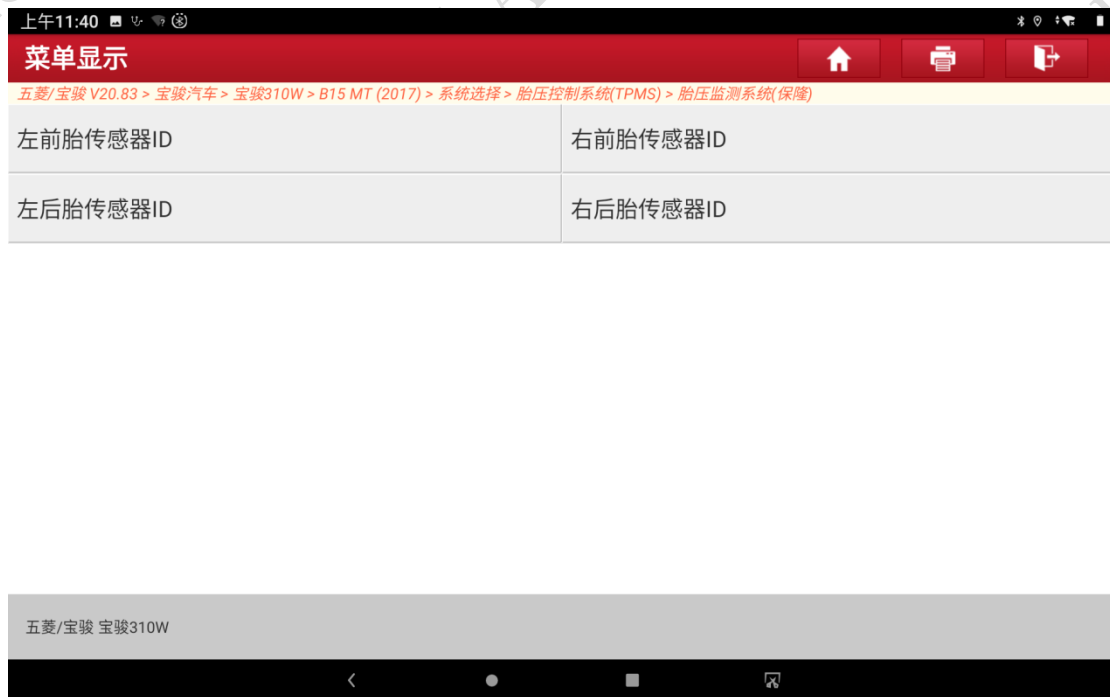 上午11:40
菜单显示
五菱/宝骏 V20.83 > 宝骏汽车 > 宝骏310W > B15 MT (2017) > 系统选择 > 胎压控制系统(TPMS) > 胎压监测系统(保隆)
左前胎传感器ID
右前胎传感器ID
左后胎传感器ID
右后胎传感器ID
五菱/宝骏 宝骏310W